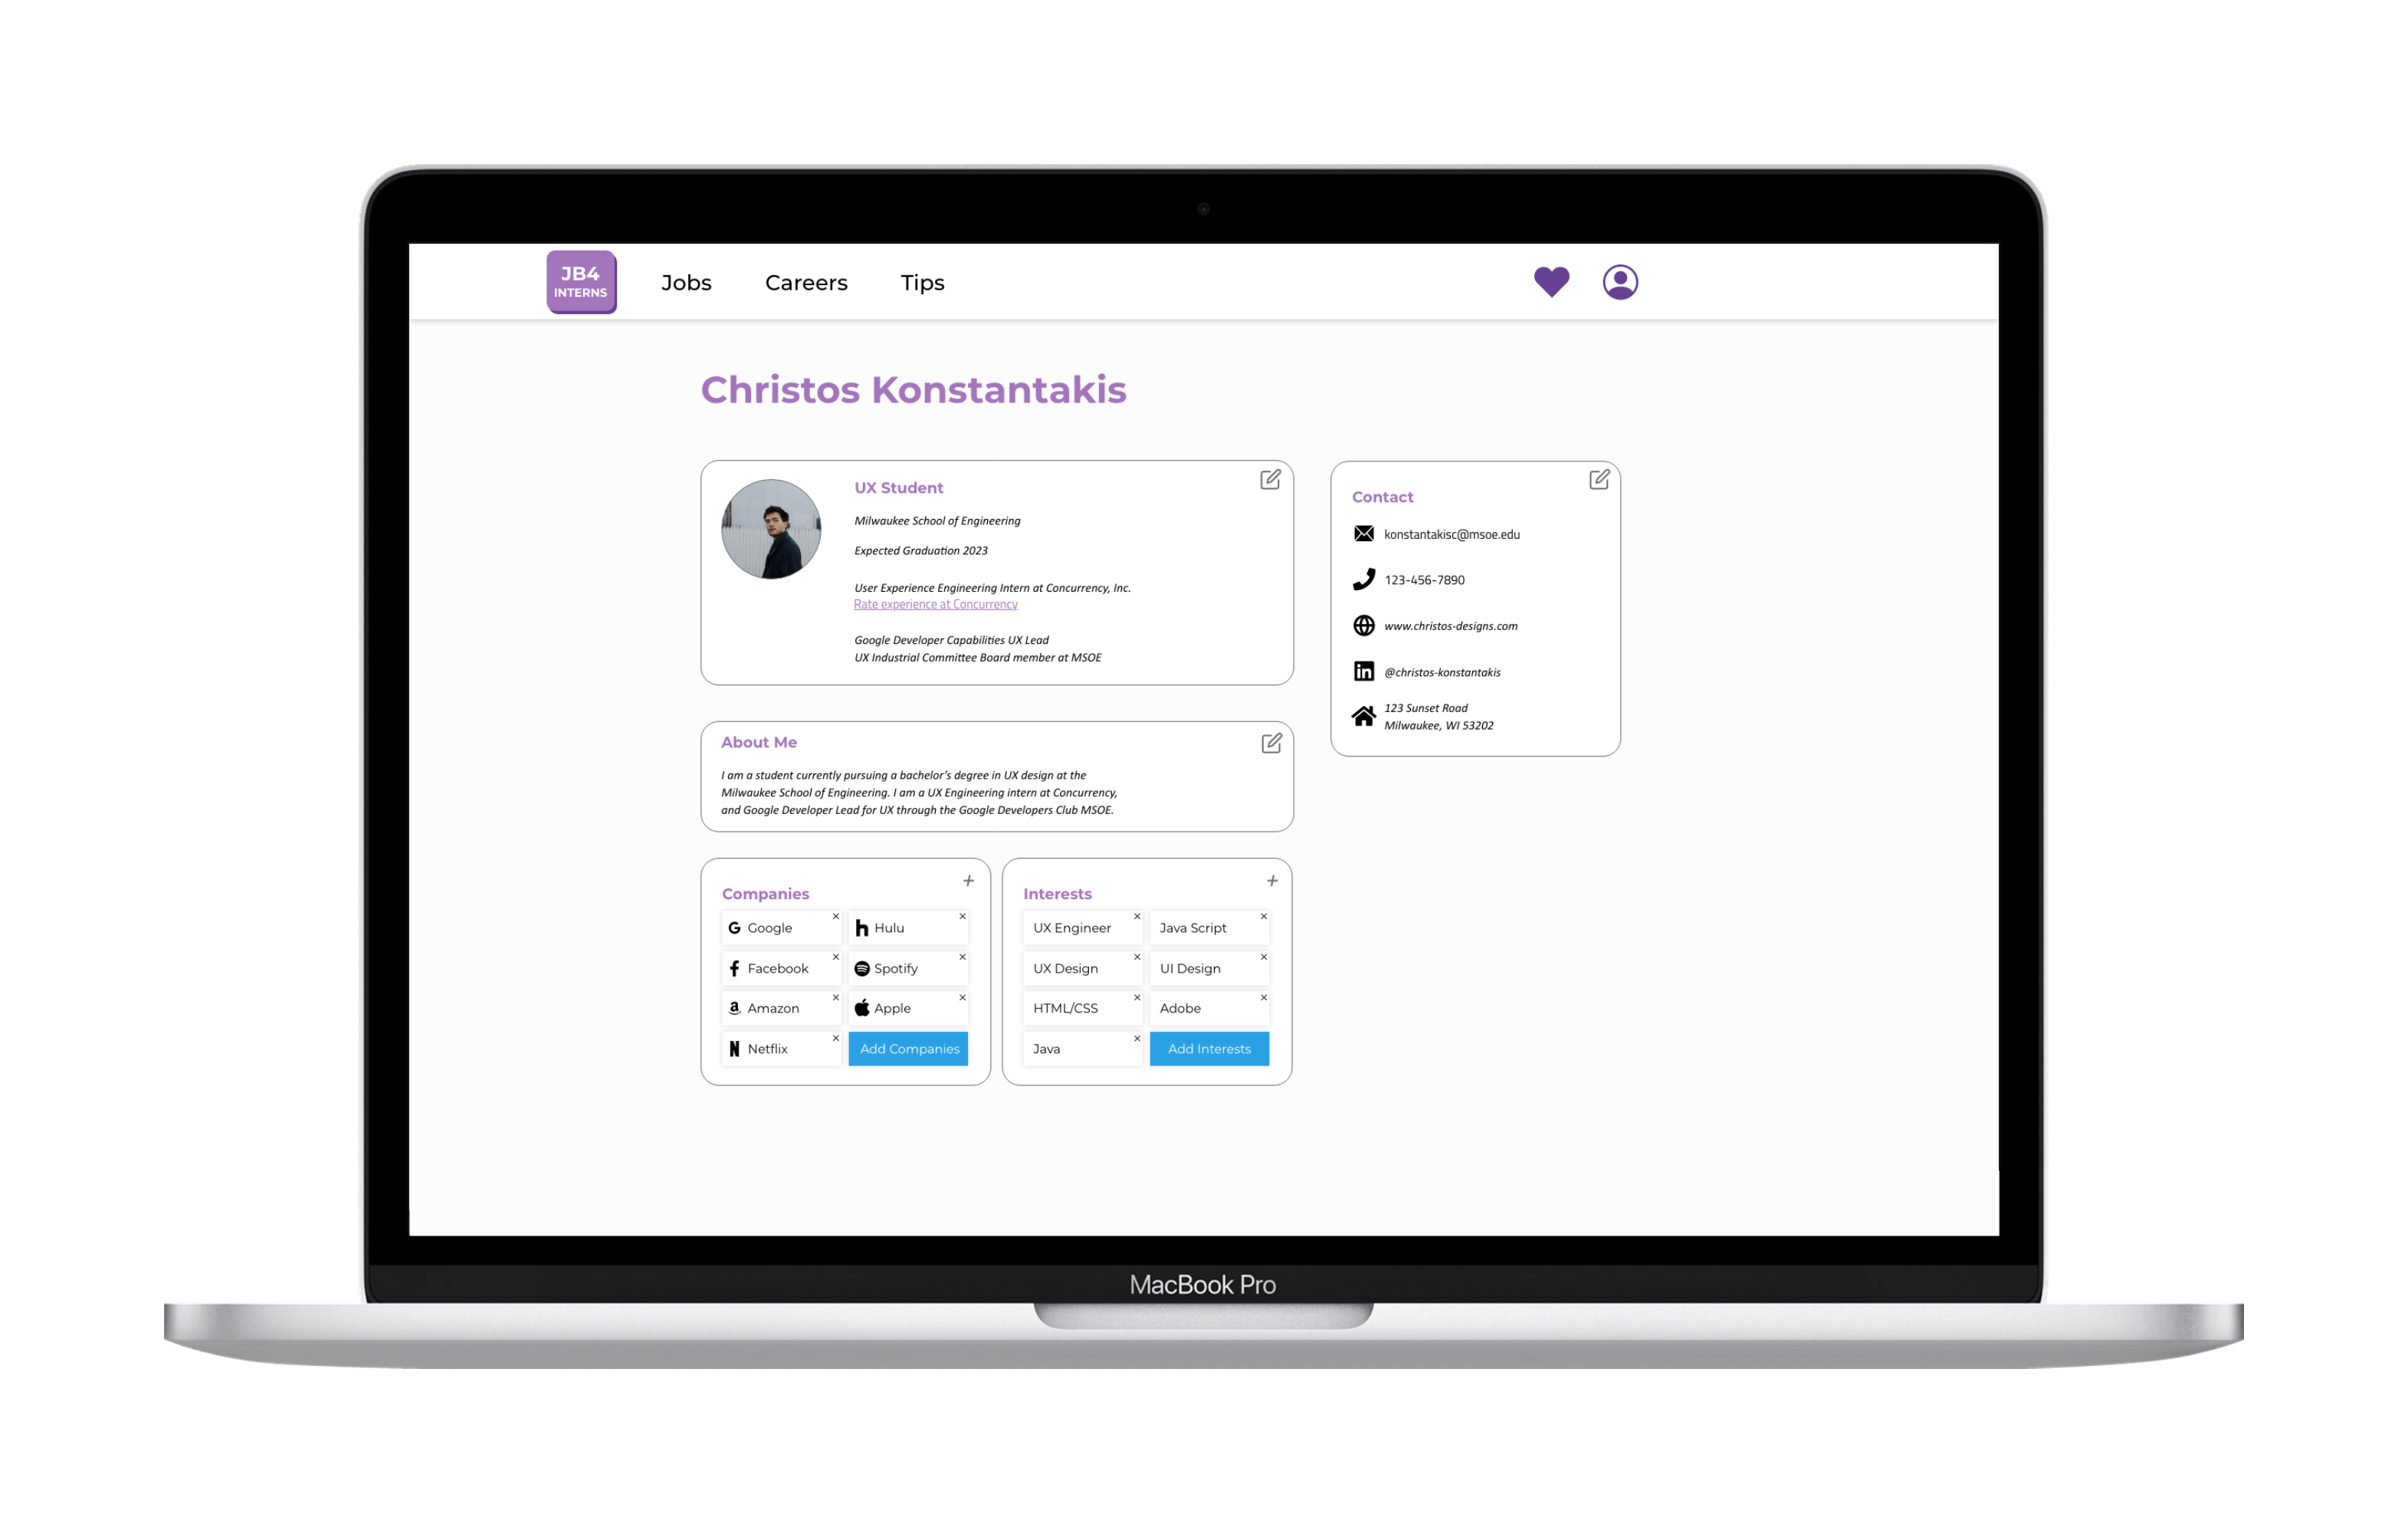 JB4
INTERNS
Jobs
Careers
Tips
Christos Konstantakis
UX Student
Milwaukee School of Engineering
Expected Graduation 2023
User Experience Engineering Intern at Concurrency, Inc.
Rate experience at Concurrency
Google Developer Capabilities UX Lead
UX Industrial Committee Board member at MSOE
Contact
konstantakisc@msoe.edu
123-456-7890
www.christos-designs.com
in
@christos-konstantakis
123 Sunset Road
Milwaukee, WI 53202
About Me
I am a student currently pursuing a bachelor’s degree in UX design at the
Milwaukee School of Engineering. I am a UX Engineering intern at Concurrency,
and Google Developer Lead for UX through the Google Developers Club MSOE.
Companies
Google
Hulu
Facebook
Spotify
Amazon
Apple
Netflix
Add Companies
Interests
UX Engineer
Java Script
UX Design
UI Design
HTML/CSS
Adobe
Java
Add Interests
MacBook Pro